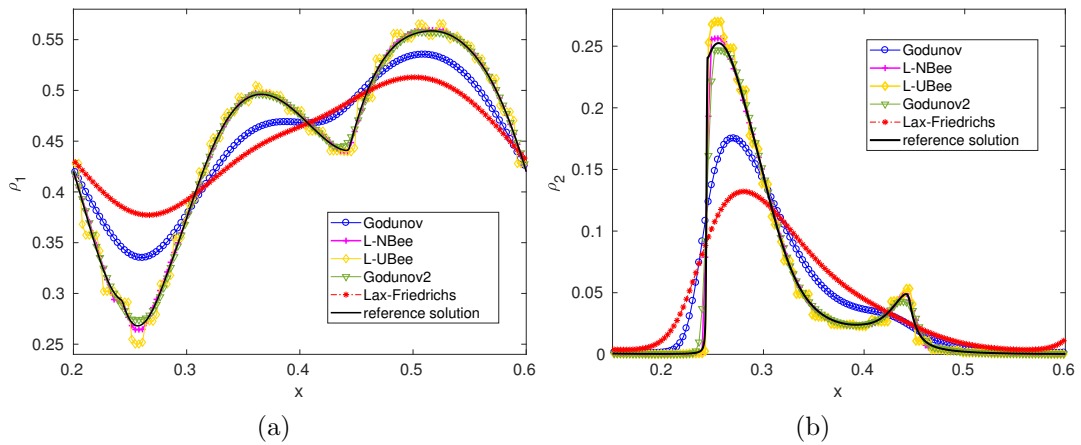 0.55
0.5
0.45
0.4
0.35
0.3
0.25
ρ1
Godunov
L-NBee
L-UBee
Godunov2
Lax-Friedrichs
reference solution
0.2 0.3 0.4 0.5 0.6
x
(a)
0.25
0.2
0.15
0.1
0.05
0
ρ2
Godunov
L-NBee
L-UBee
Godunov2
Lax-Friedrichs
reference solution
0.2 0.3 0.4 0.5 0.6
x
(b)